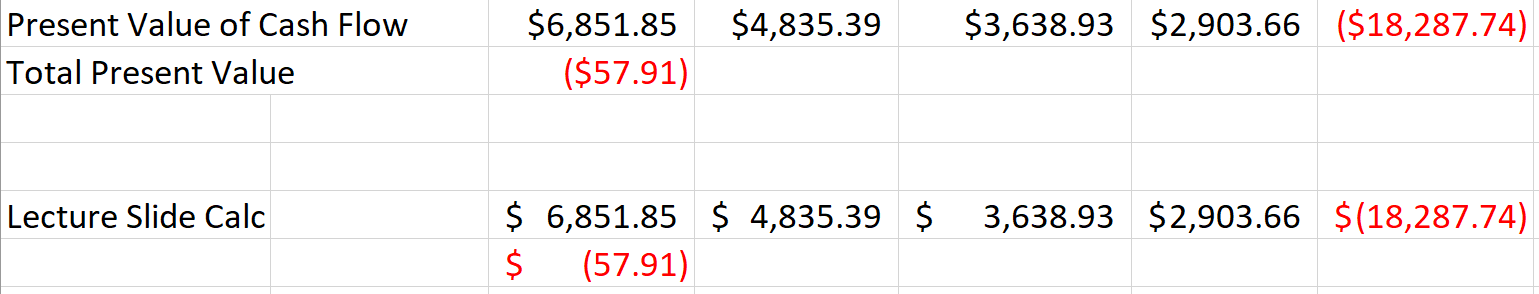 Present Value of Cash Flow $6,851.85 $4,835.39 $3,638.93 $2,903.66 ($18,287.74)
Total Present Value ($57.91)
Lecture Slide Calc $ 6,851.85 $ 4,835.39 $ 3,638.93 $2,903.66 $(18,287.74)
$ (57.91)